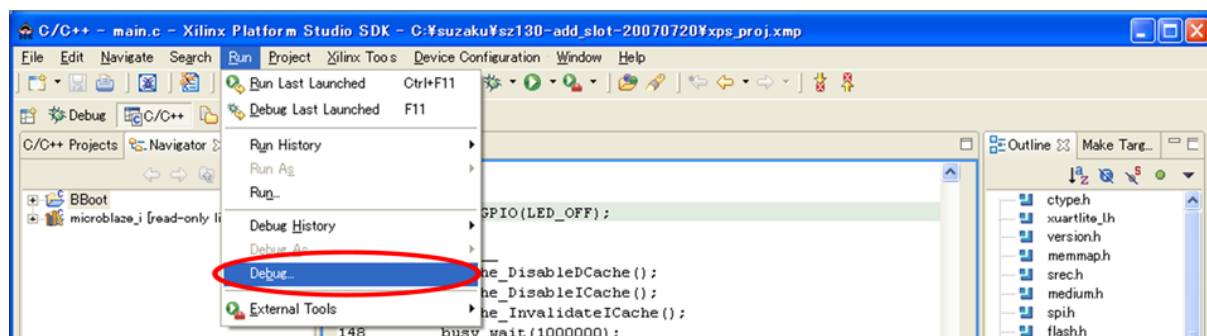 C/C++ - main.c - Xilinx Platform Studio SDK - C:¥suzaku¥sz130-add_slot-20070720¥xps_proj.xmp
File Edit Navigate Search Run Project Xilinx Too s Device Configuration Window Help
Run Last Launched Ctrl+F11
Debug Last Launched F11
Debug C/C++
C/C++ Projects Navigator
Run History
Run As
Run...
Debug History
Debug As
Debug...
External Tools
BBoot
microblaze_i [read-only li
GPIO(LED_OFF);
he_DisableDCache();
he_DisableICache();
he_InvalidateICache();
148 busy_wait(1000000);
Outline Make Targ...
ctype.h
xuartlite_l.h
version.h
memmap.h
srec.h
medium.h
spi.h
flash.h